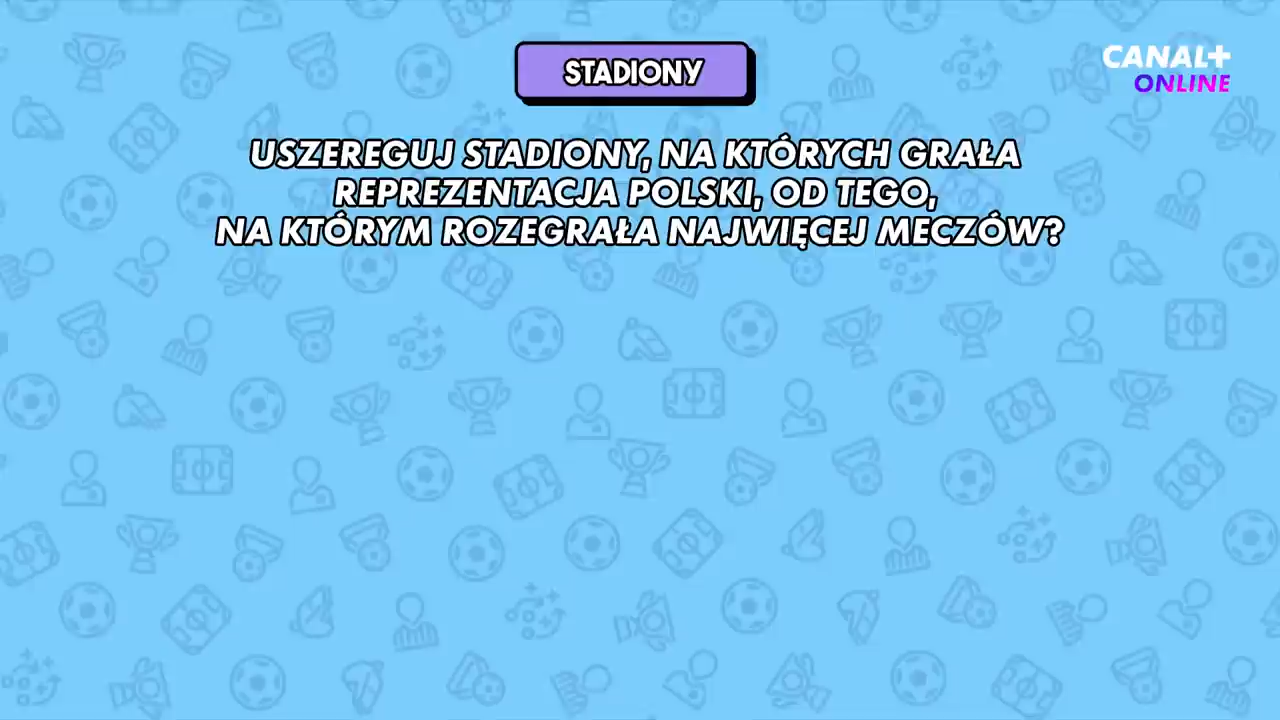 STADIONY
CANAL+
ONLINE
USZEREGUJ STADIONY, NA KTÓRYCH GRAŁA
REPREZENTACJA POLSKI, OD TEGO,
NA KTÓRYM ROZEGRAŁA NAJWIĘCEJ MECZÓW?